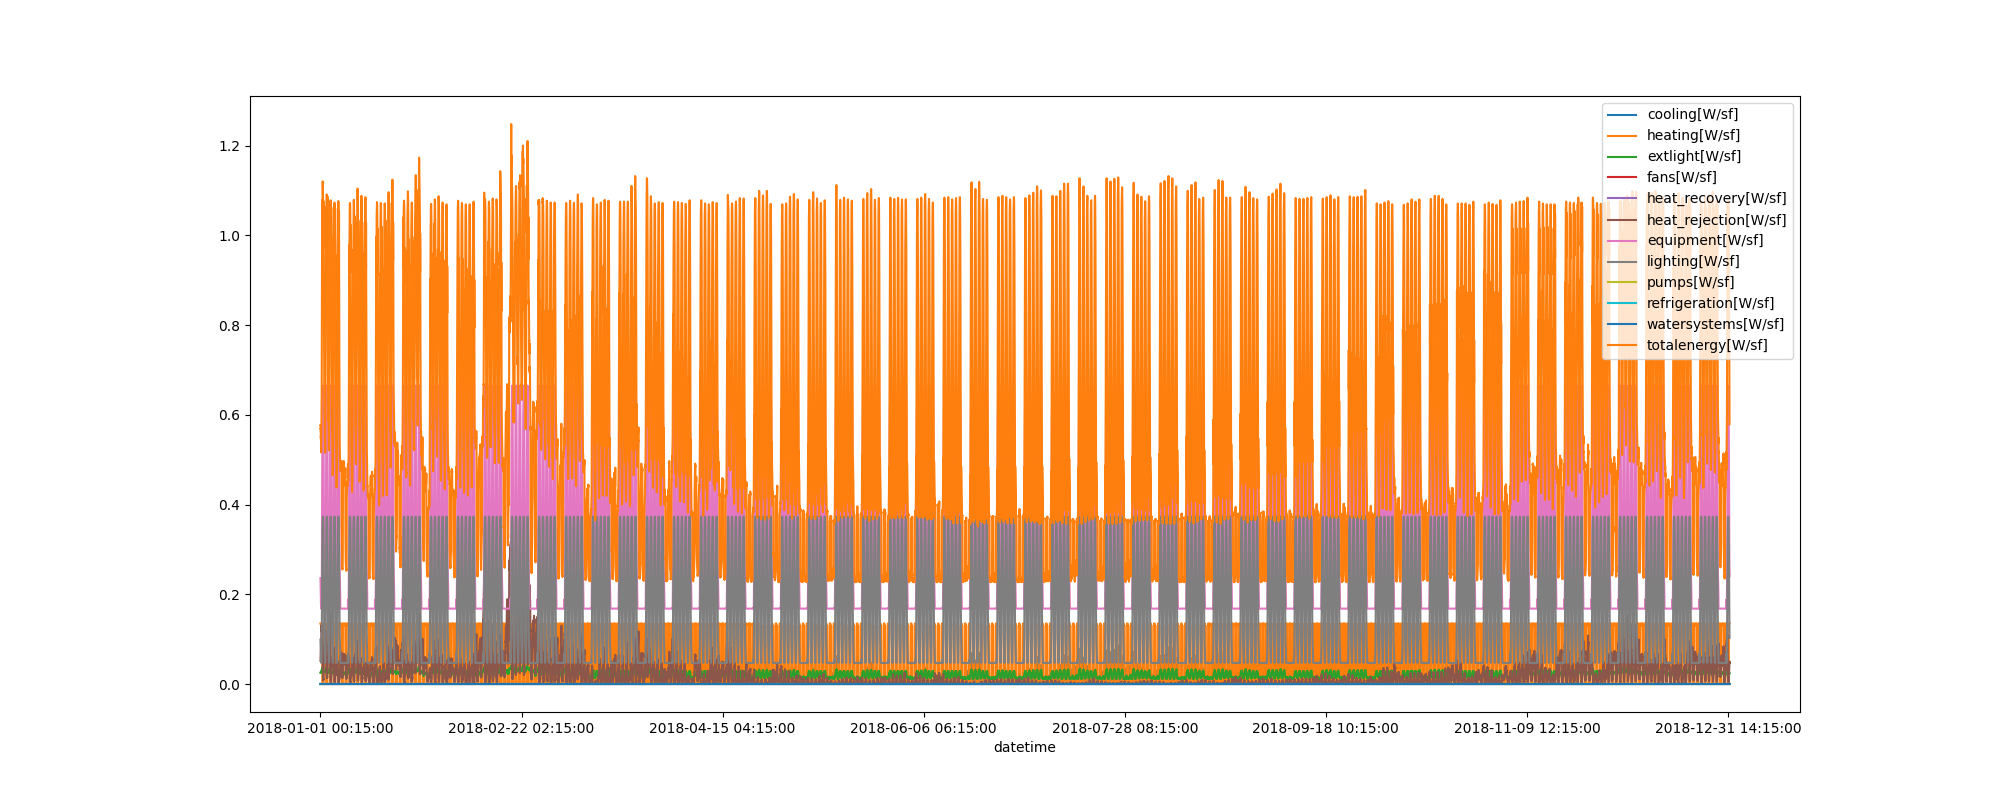 cooling[W/sf]
heating[W/sf]
extlight[W/sf]
fans[W/sf]
heat_recovery[W/sf]
heat_rejection[W/sf]
equipment[W/sf]
lighting[W/sf]
pumps[W/sf]
refrigeration[W/sf]
watersystems[W/sf]
totalenergy[W/sf]
1.2
1.0
0.8
0.6
0.4
0.2
0.0
2018-01-01 00:15:00 2018-02-22 02:15:00 2018-04-15 04:15:00 2018-06-06 06:15:00 2018-07-28 08:15:00 2018-09-18 10:15:00 2018-11-09 12:15:00 2018-12-31 14:15:00
datetime